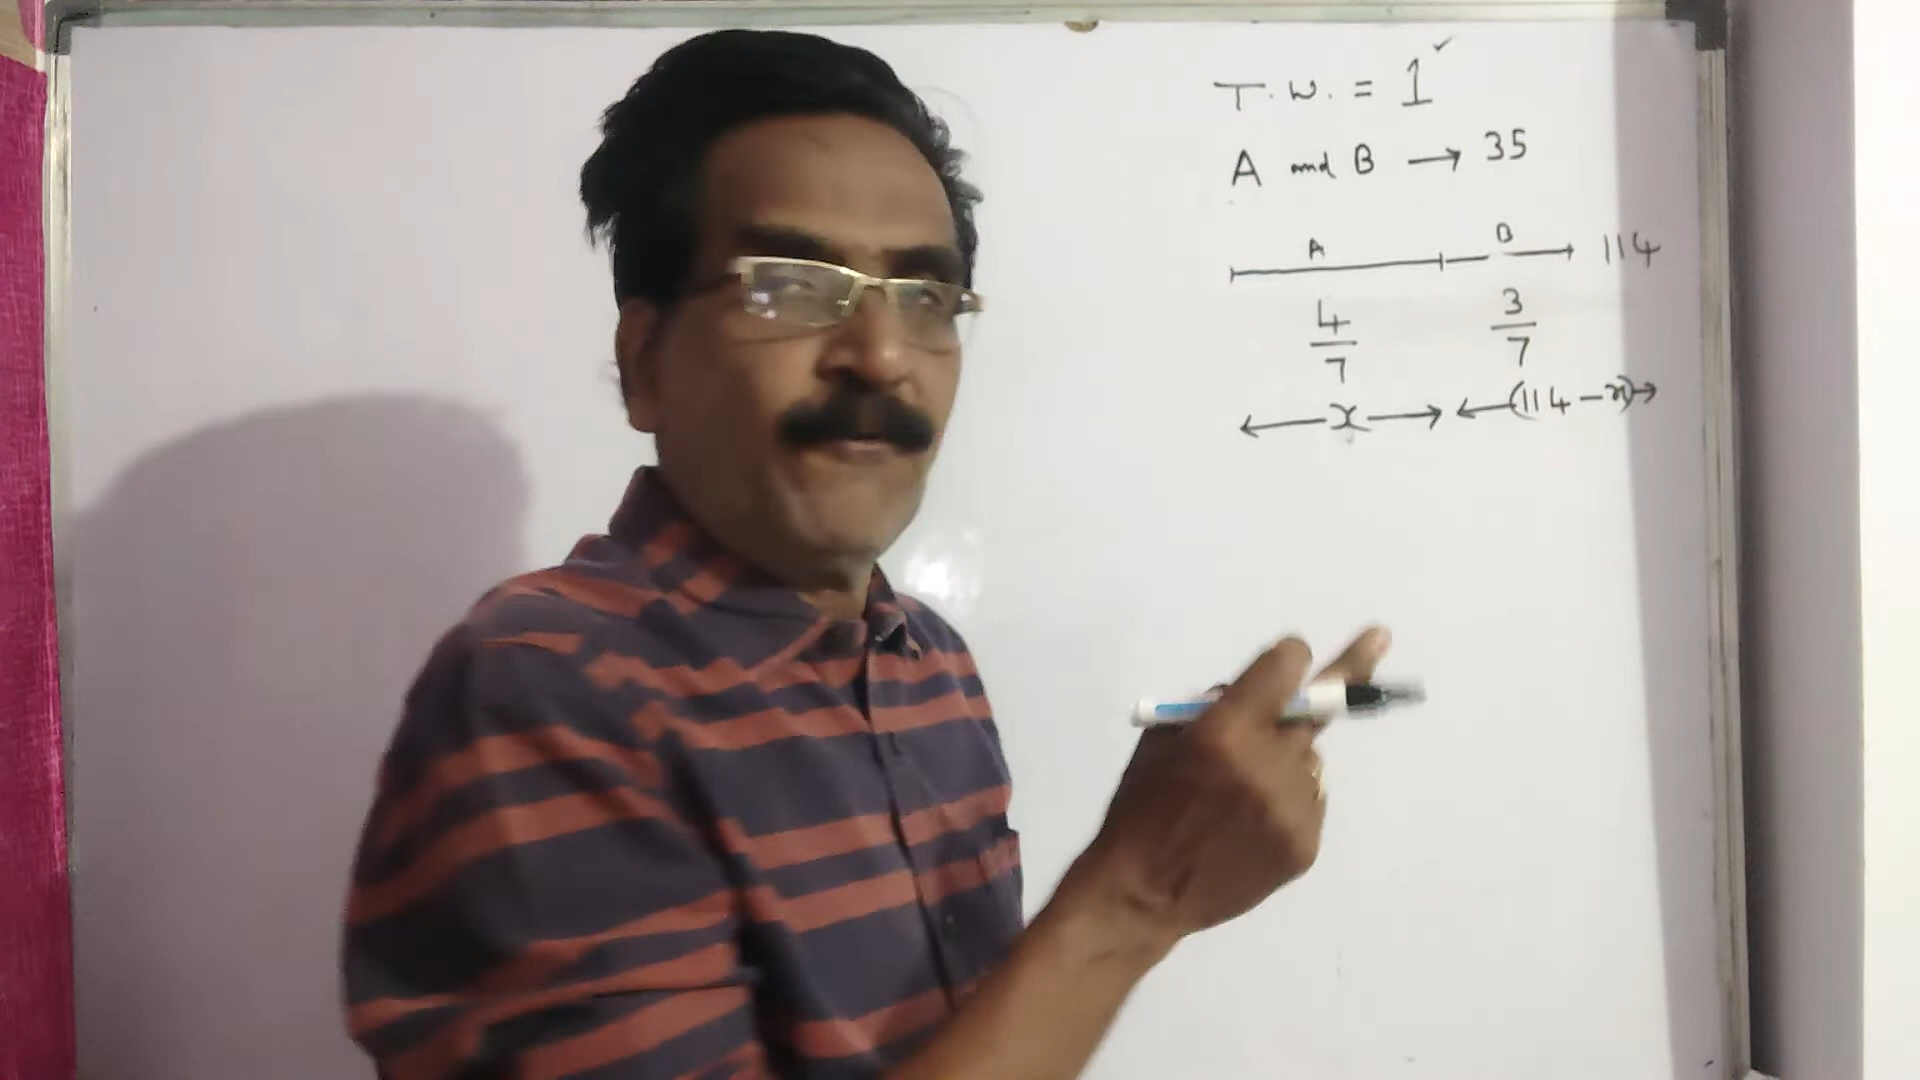 T.W. = 1 ✓
A and B → 35
A B 114
4/7 3/7
x (114-x)